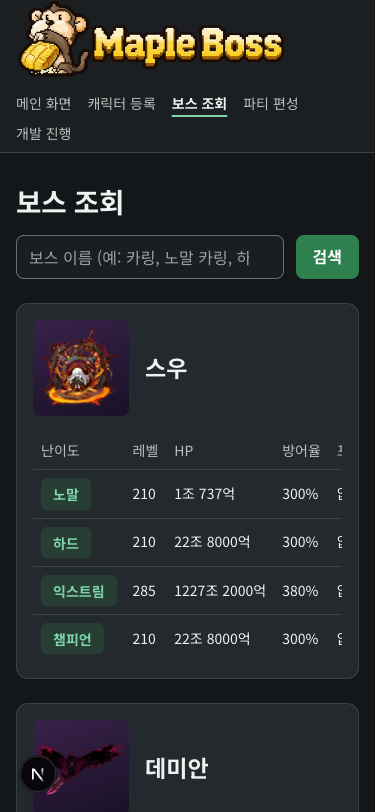 Maple Boss
메인 화면 캐릭터 등록 보스 조회 파티 편성
개발 진행
보스 조회
보스 이름 (예: 카링, 노말 카링, 하
검색
스우
난이도 레벨 HP 방어율
노말 210 1조 737억 300%
하드 210 22조 8000억 300%
익스트림 285 1227조 2000억 380%
챔피언 210 22조 8000억 300%
데미안
N